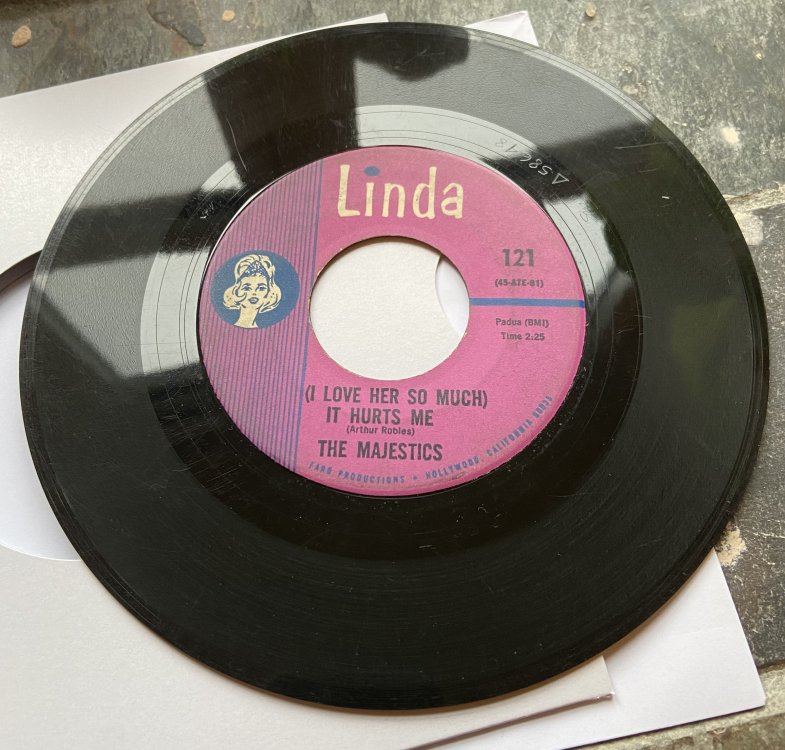 Linda
121
(45-ATE-81)
Padua (BMI)
Time 2:25
(I LOVE HER SO MUCH)
IT HURTS ME
(Arthur Robles)
THE MAJESTICS
FARO PRODUCTIONS • HOLLYWOOD, CALIFORNIA
Δ58618